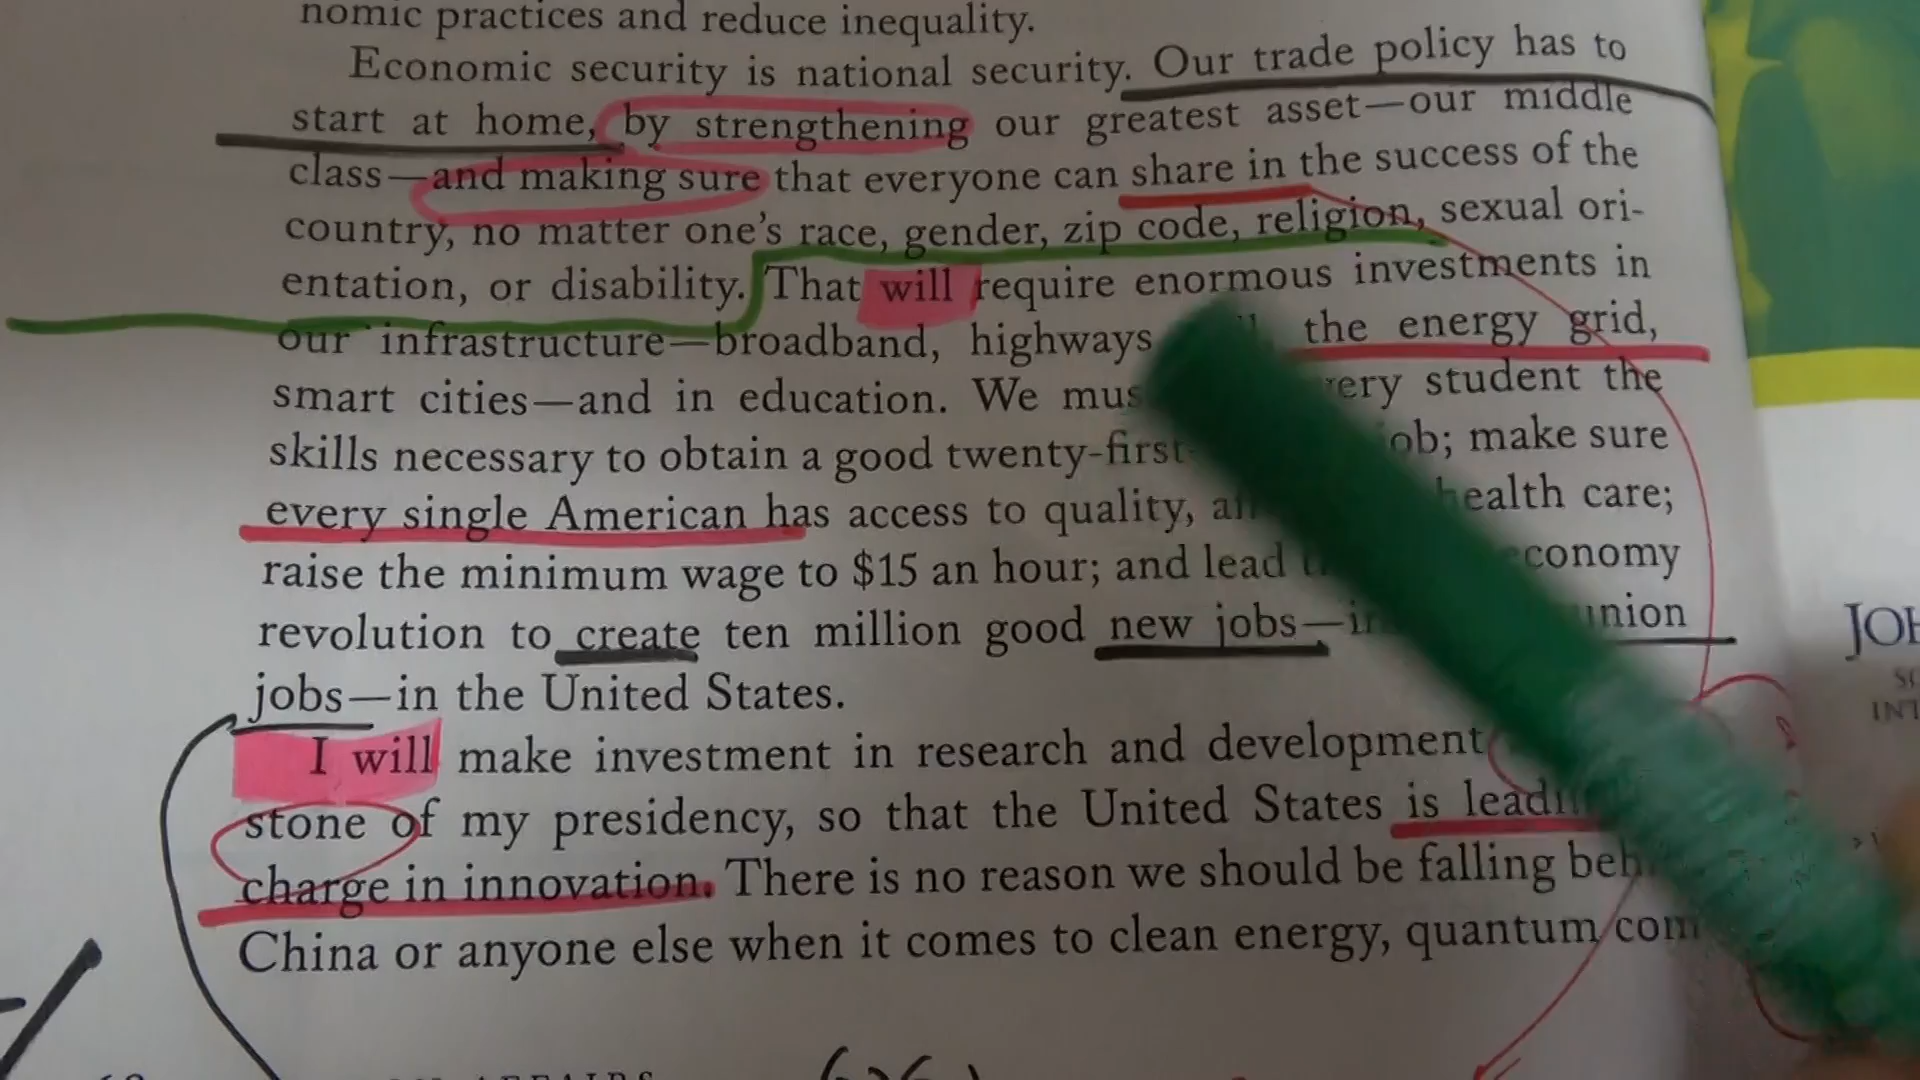 nomic practices and reduce inequality.
Economic security is national security. Our trade policy has to
start at home, by strengthening our greatest asset—our middle
class—and making sure that everyone can share in the success of the
country, no matter one's race, gender, zip code, religion, sexual ori-
entation, or disability. That will require enormous investments in
our infrastructure—broadband, highways the energy grid,
smart cities—and in education. We student the
skills necessary to obtain a good twenty-first- make sure
every single American has access to quality, health care;
raise the minimum wage to $15 an hour; and lead economy
revolution to create ten million good new jobs— union
jobs—in the United States.
I will make investment in research and development
stone of my presidency, so that the United States is
charge in innovation. There is no reason we should be falling
China or anyone else when it comes to clean energy, quantum com